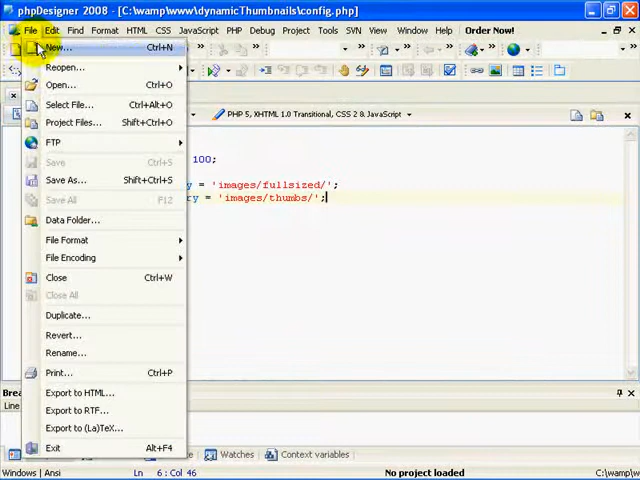 phpDesigner 2008 - [C:\wamp\www\dynamicThumbnails\config.php]
File Edit Find Format HTML CSS JavaScript PHP Debug Project Tools SVN View Window Help Order Now!
New... Ctrl+N
Reopen...
Open... Ctrl+O
Select File... Ctrl+Alt+O
Project Files... Shift+Ctrl+O
FTP
Save Ctrl+S
Save As... Shift+Ctrl+S
Save All F12
Data Folder...
File Format
File Encoding
Close Ctrl+W
Close All
Duplicate...
Revert...
Rename...
Print... Ctrl+P
Export to HTML...
Export to RTF...
Export to (La)TeX...
Exit Alt+F4
PHP 5, XHTML 1.0 Transitional, CSS 2 & JavaScript
100;
y = 'images/fullsized/';
ry = 'images/thumbs/';
Brea
Line
Watches Context variables
Windows | Ansi Ln: 6 : Col 46 No project loaded C:\wamp\w